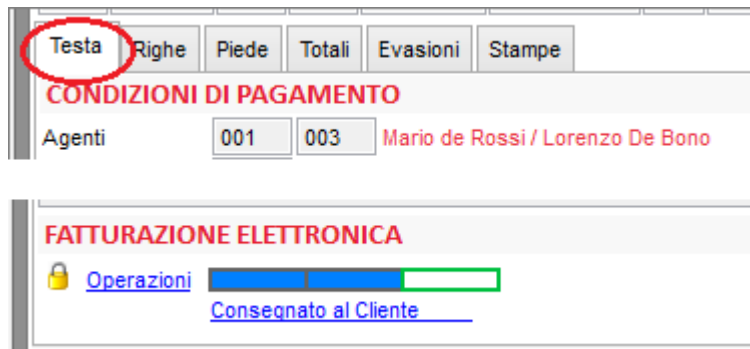 Testa Righe Piede Totali Evasioni Stampe
CONDIZIONI DI PAGAMENTO
Agenti 001 003 Mario de Rossi / Lorenzo De Bono
FATTURAZIONE ELETTRONICA
Operazioni
Consegnato al Cliente